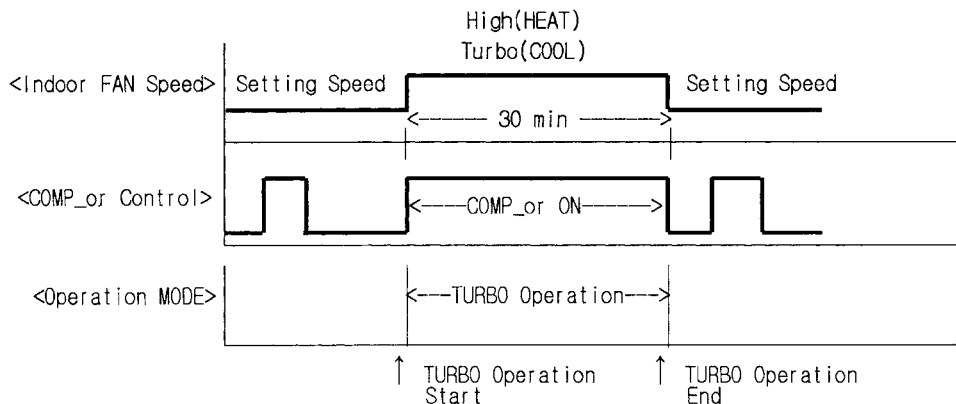 High(HEAT)
Turbo(COOL)
<Indoor FAN Speed>
Setting Speed
Setting Speed
<----- 30 min ----->
<COMP_or Control>
<---COMP_or ON--->
<Operation MODE>
<---TURBO Operation--->
↑ TURBO Operation Start
↑ TURBO Operation End